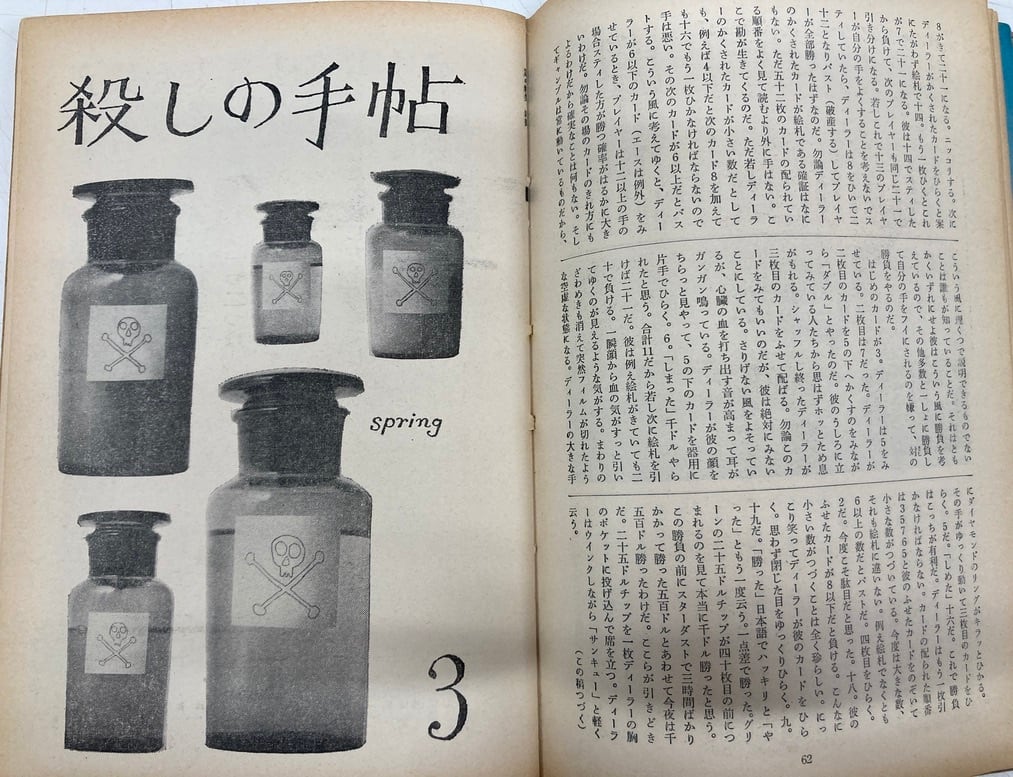 8がきて二十一になる。ニッコリする。次に
ディーラーがかくされたカードをひらくと案
にたがわず絵札で十四。もう一枚ひくとこれ
が7で二十一になる。彼は十四でスティした
から負けて、次のプレイヤーも同じ二十一で
引き分けになる。若しこれで十三のプレイヤ
ーが自分の手をよくすることを考えないでス
ティしていたら、ディーラーは8をひいて二
十二となりバスト（破産する）してプレイヤ
ーが全部勝ったはずなのだ。勿論ディーラー
のかくされたカードが絵札である確証はなに
もない。ただ五十二枚のカードの配られてい
る順番をよく見て読むより外に手はない。こ
こで勘が生きてくるのだ。ただ若しディーラ
ーのかくされたカードが小さい数だとして
も、例えば4以下だと次のカード8を加えて
も十六でもう一枚ひかなければならないので
手は悪い。その次のカードが6以上だとバス
トする。こういう風に考えてゆくと、ディー
ラーが6以下のカード（エースは例外）をみ
せているとき、プレイヤーは十二以上の手の
場合スティした方が勝つ確率がはるかに大き
いわけだ。勿論その場のカードのきれ方にも
よるわけだから確実なことは何もない。そし
てギャンブルは常に動いているものだから、
こういう風に理くつで説明できるものでない
ことは誰もが知っていることだ。それはとも
かくいずれにせよ彼はこういう風に勝負を考
えているので、その他多数と一しょに勝負し
て自分の手をフイにされるのを嫌って、対の
勝負をやるのだ。
はじめのカードが3。ディーラーは5をみ
せている。二枚目は7だった。ディーラーが
二枚目のカードを5の下へかくすのをみなが
ら「ダブル」とやったのだ。彼のうしろに立
ってみている人たちから思はずホッとため息
がもれる。シャッフルし終ったディーラーが
三枚目のカードをふせて配ばる。勿論このカ
ードをみてもいいのだが、彼は絶対にみない
ことにしている。さりげない風をよそってい
るが、心臓の血を打ち出す音が高まって耳が
ガンガン鳴っている。ディーラーが彼の顔を
ちらっと見やって、5の下のカードを器用に
片手でひらく。6。「しまった」千ドル やら
れたと思う。合計11だから若し次に絵札を引
けば二十一だ。彼は例え絵札がきていても二
十で負ける。一瞬顔から血の気がすっと引い
てゆくのが見えるような気がする。まわりの
ざわめきも消えて突然フィルムが切れたよう
な空虚な状態になる。ディーラーの大きな手
にダイヤモンドのリングがキラッとひかる。
その手がゆっくり動いて三枚目のカードをひ
らく。5だ。「しめた」十六だ。これで勝負
はこっちが有利だ。ディーラーはもう一枚引
かなければならない。カードの配られた順番
は35765と彼のふせたカードをのぞいて
小さな数がつづいている。今度は大きな数、
それも絵札に違いない。例え絵札でなくとも
6以上の数だとバストだ。四枚目をひらく。
2だ。今度こそ駄目だと思った。十八。彼の
ふせたカードが8以下だと負ける。こんなに
小さい数がつづくことは全く珍らしい。にっ
こり笑ってディーラーが彼のカード をひら
く。思わず閉じた目をゆっくりひらく。九。
十九だ。「勝った」日本語でハッキリと「や
った」ともう一度云う。一点差で勝った。グリ
ーンの二十五ドルチップが四十枚目の前につ
まれるのを見て本当に千ドル勝ったと思う。
この勝負の前にスターダストで三時間ばかり
かかって勝った五百ドルとあわせて今夜は千
五百ドル勝ったわけだ。ここらが引きどき
だ。二十五ドルチップを一枚ディーラーの胸
のポケットに投げ込んで席を立つ。ディーラ
ーはウインクしながら「サンキュー」と軽く
云う。
（この稿つづく）
62
殺しの手帖
spring
3